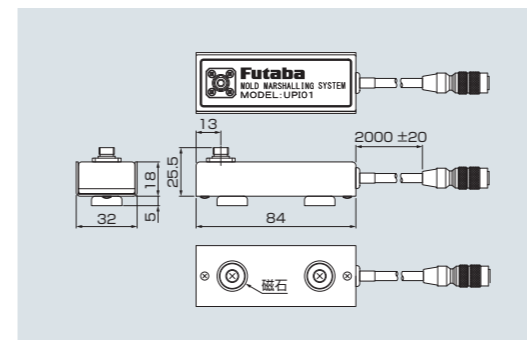 Futaba
MOLD MARSHALLING SYSTEM
MODEL:UPI01
13
2000 ±20
25.5
18
5
32
84
磁石